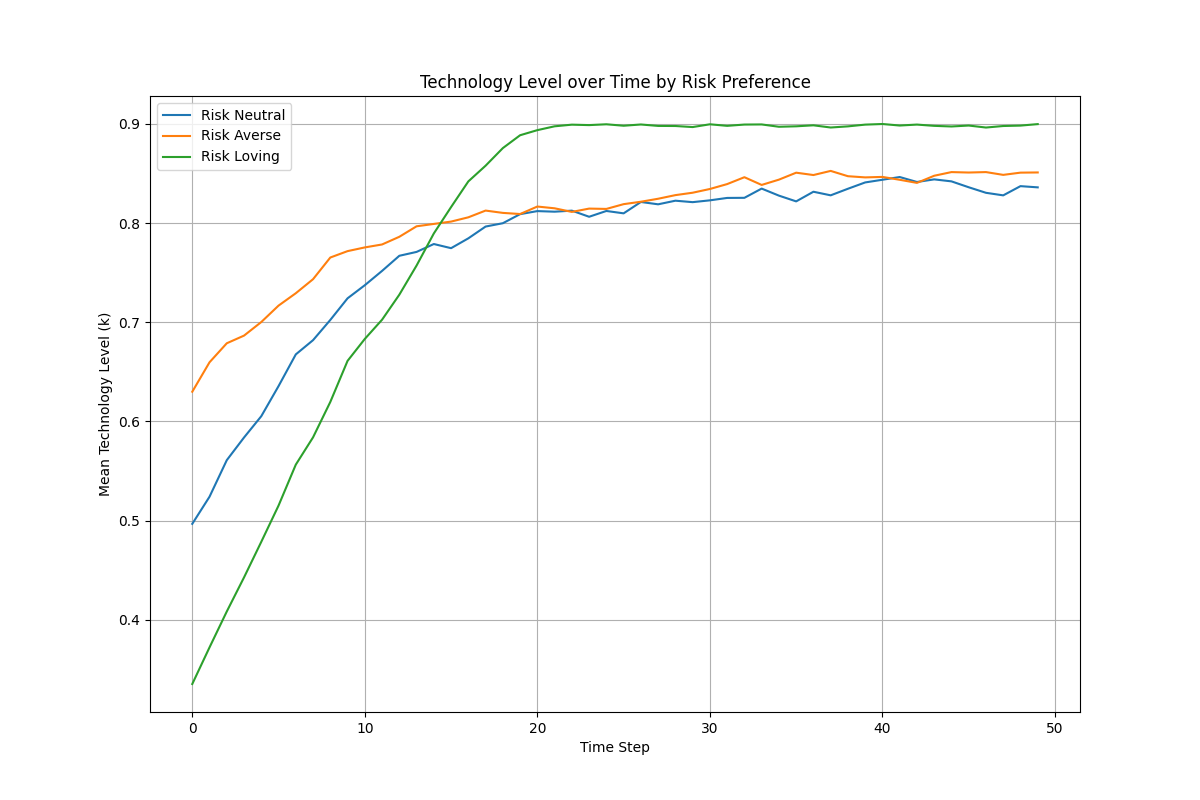 Technology Level over Time by Risk Preference
Risk Neutral
Risk Averse
Risk Loving
Mean Technology Level (k)
0.9
0.8
0.7
0.6
0.5
0.4
0 10 20 30 40 50
Time Step